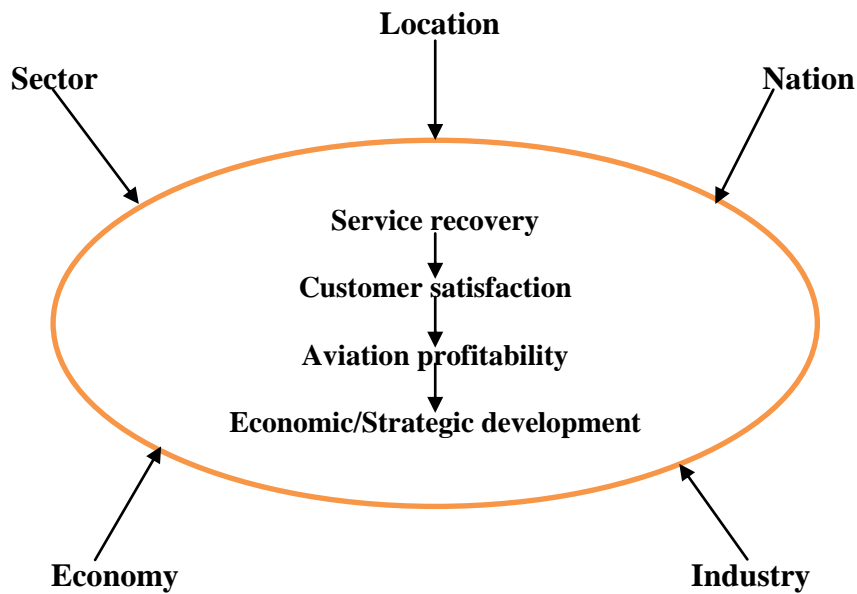 Location
Sector
Nation
Service recovery
Customer satisfaction
Aviation profitability
Economic/Strategic development
Economy
Industry